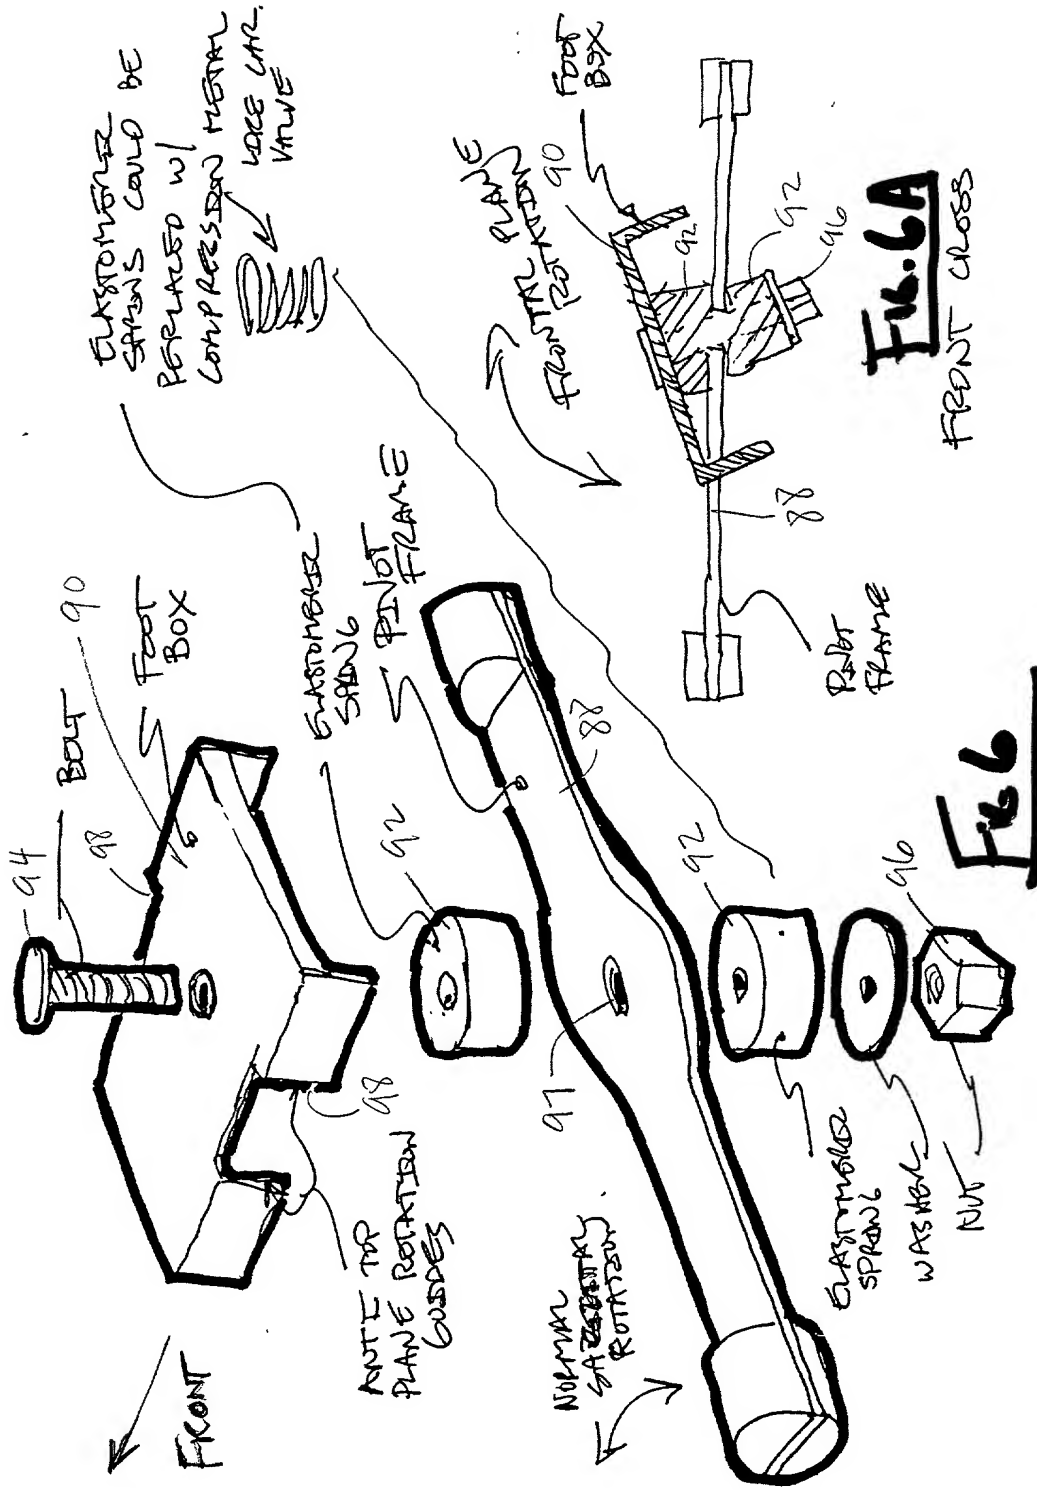 ELASTOMERIC
SPRING COULD BE
REPLACED W/
COMPRESSION METAL
LIKE CAR.
VALVE
94
BOLT
98
90
FOOT
BOX
FRONT
98
ANTI TOP
PLANE ROTATION
GUIDES
ELASTOMERIC
SPRING
92
PIVOT
FRAME
88
97
NORMAL
SAGITTAL
ROTATION
92
96
ELASTOMERIC
SPRING
WASHER
NUT
FIG 6
FRONTAL PLANE
FRONT ROTATION
90
FOOT
BOX
92
92
96
88
PIVOT
FRAME
FIG. 6A
FRONT CROSS